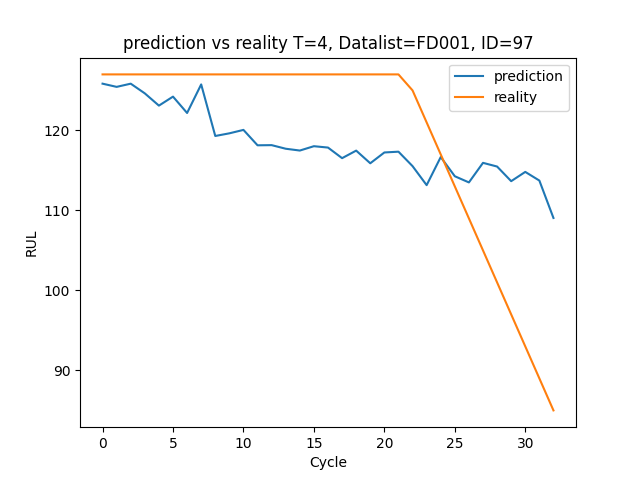 prediction vs reality T=4, Datalist=FD001, ID=97
prediction
reality
RUL
120
110
100
90
0 5 10 15 20 25 30
Cycle